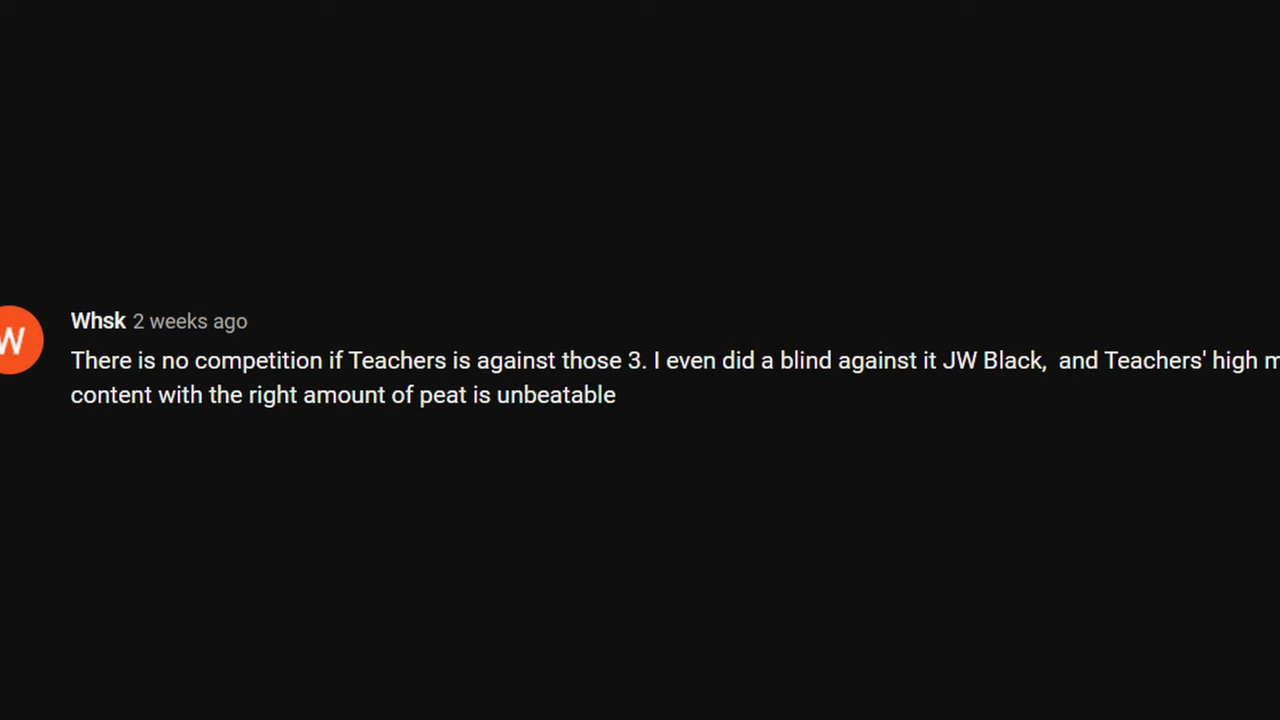 W
Whsk 2 weeks ago
There is no competition if Teachers is against those 3. I even did a blind against it JW Black,  and Teachers' high
content with the right amount of peat is unbeatable